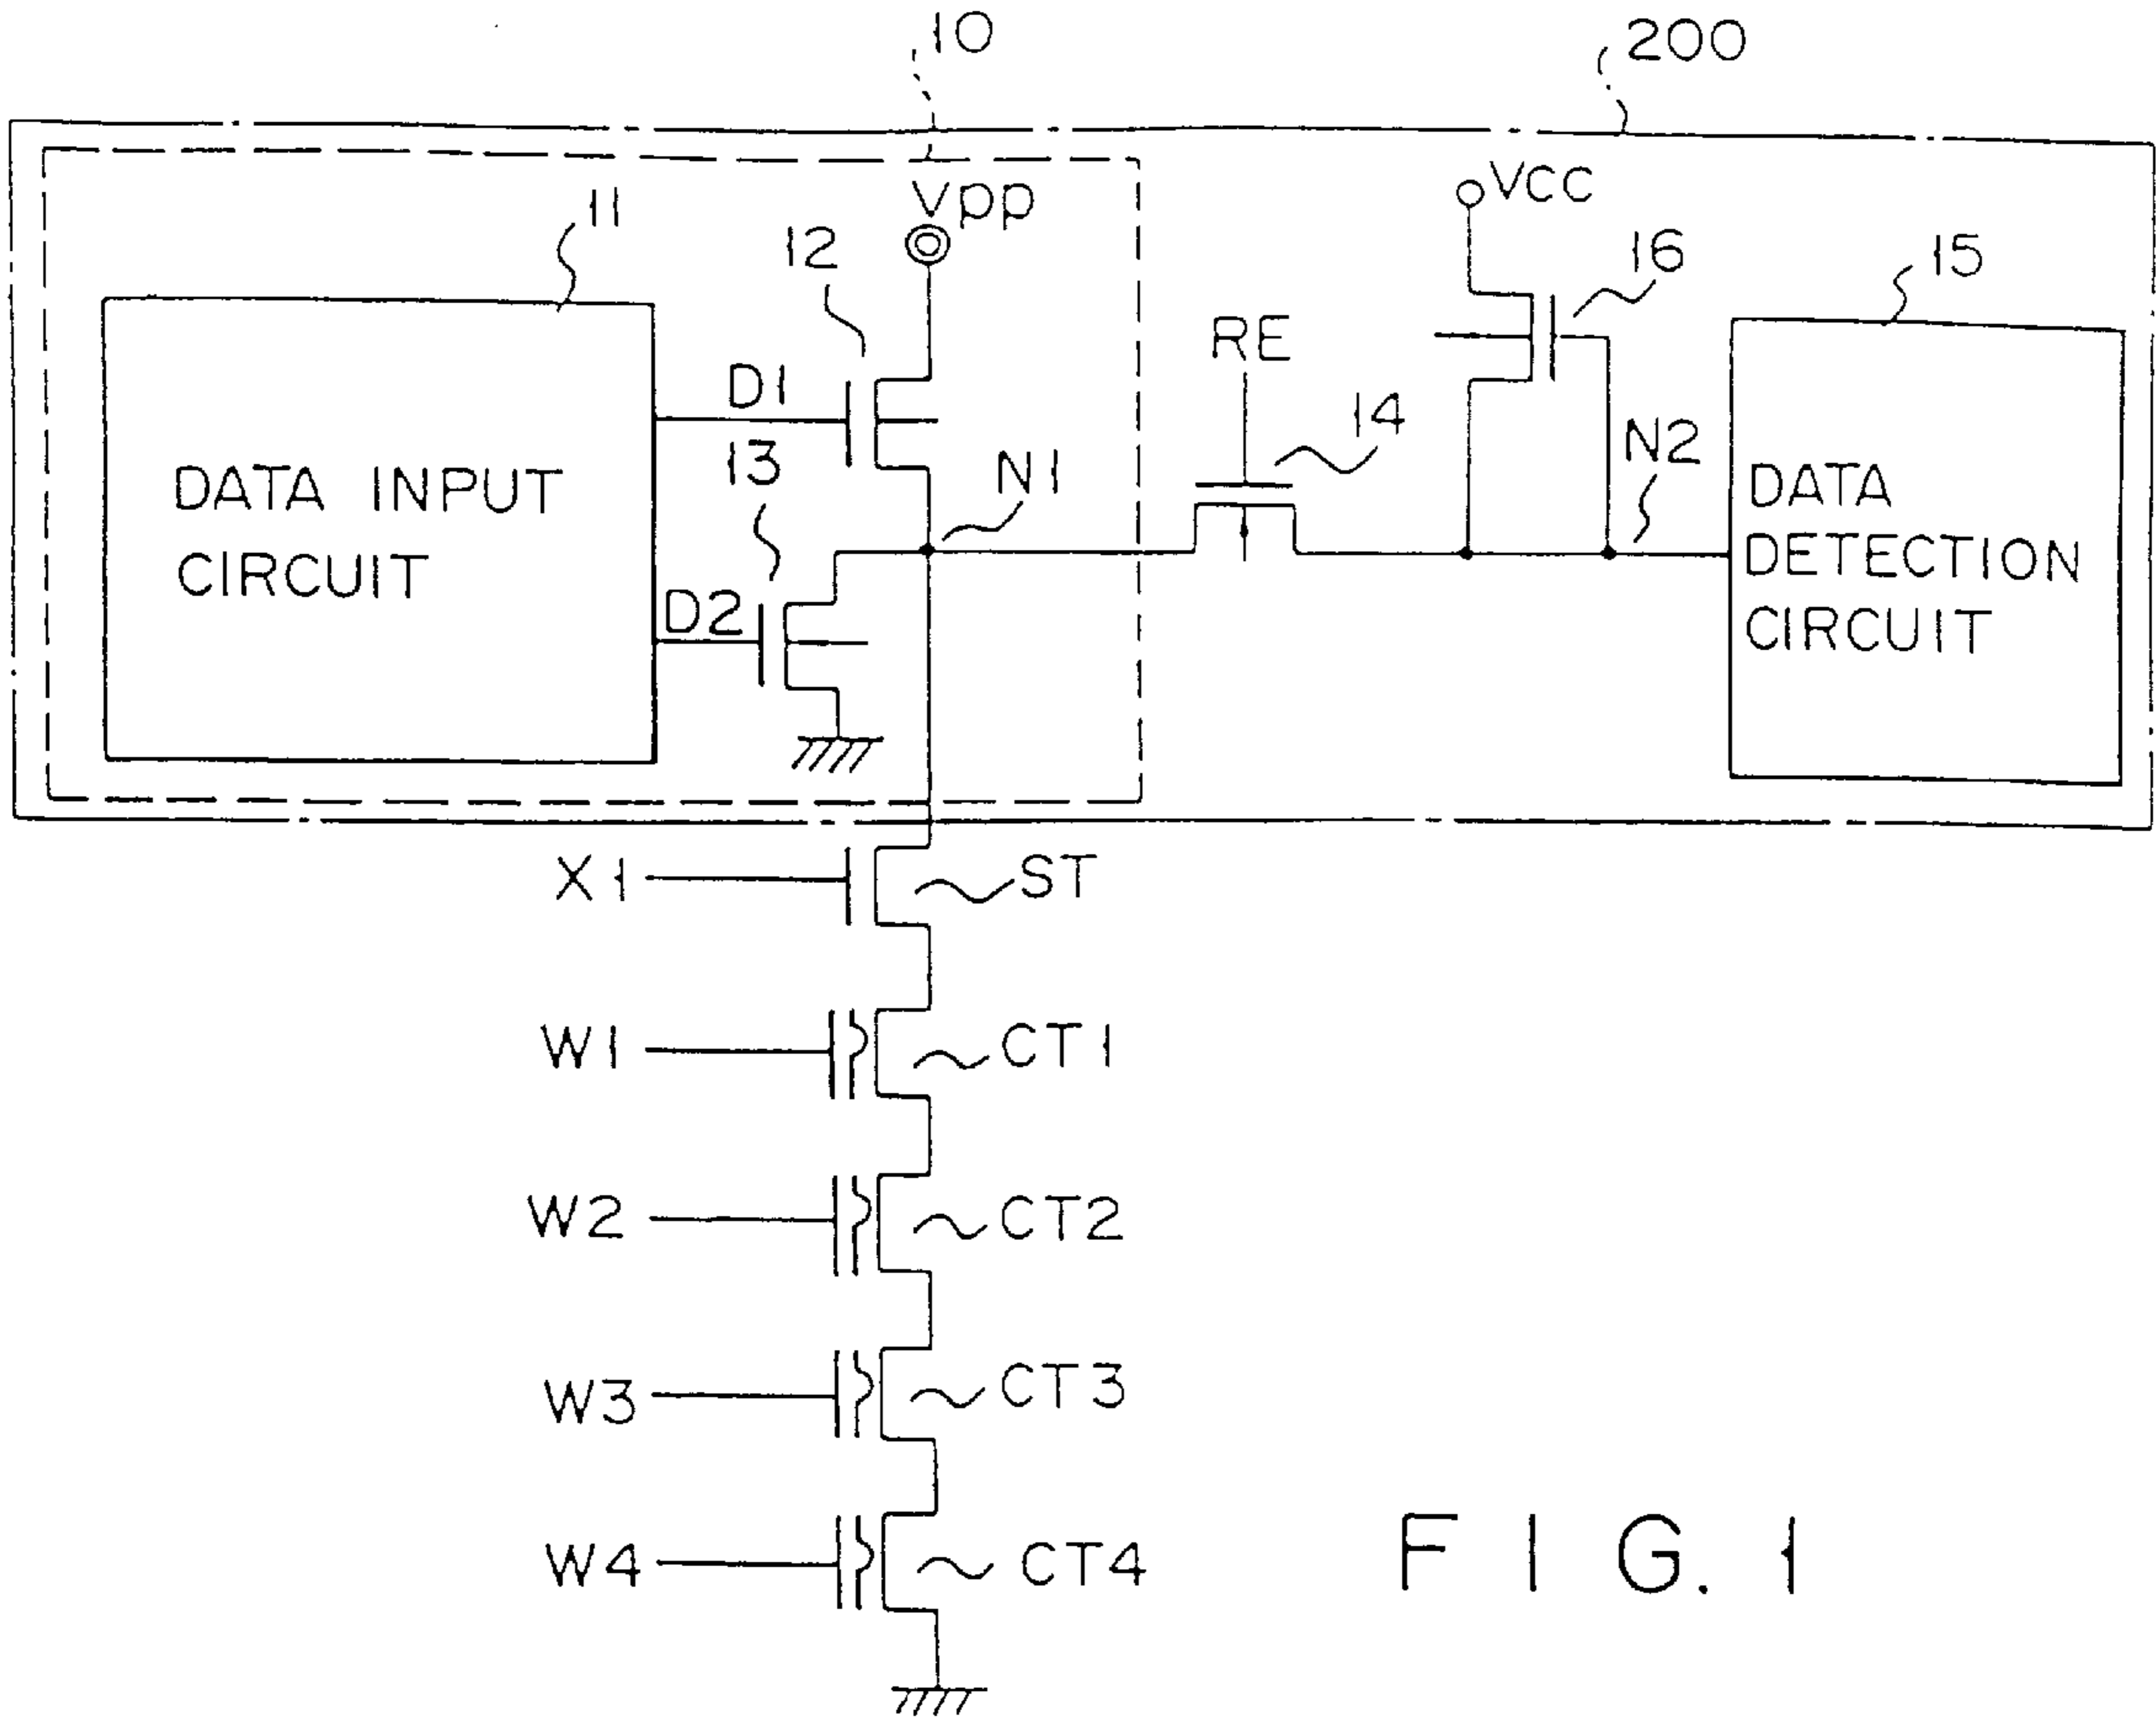 10
200
Vpp
VCC
11
12
16
15
RE
D1
14
13
N1
N2
DATA INPUT
CIRCUIT
DATA
DETECTION
CIRCUIT
D2
X1
ST
W1
CT1
W2
CT2
W3
CT3
W4
CT4
FIG. 1